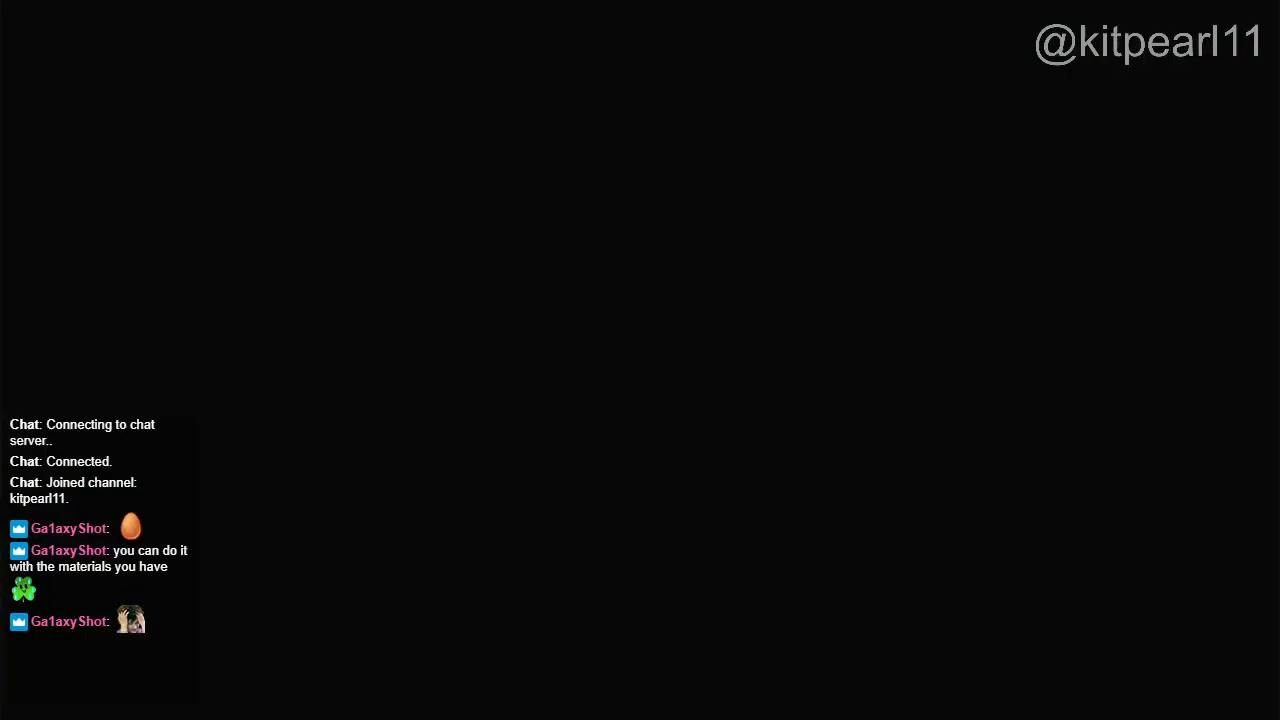 @kitpearl11
Chat: Connecting to chat
server..
Chat: Connected.
Chat: Joined channel:
kitpearl11.
Ga1axyShot:
Ga1axyShot: you can do it
with the materials you have
Ga1axyShot: